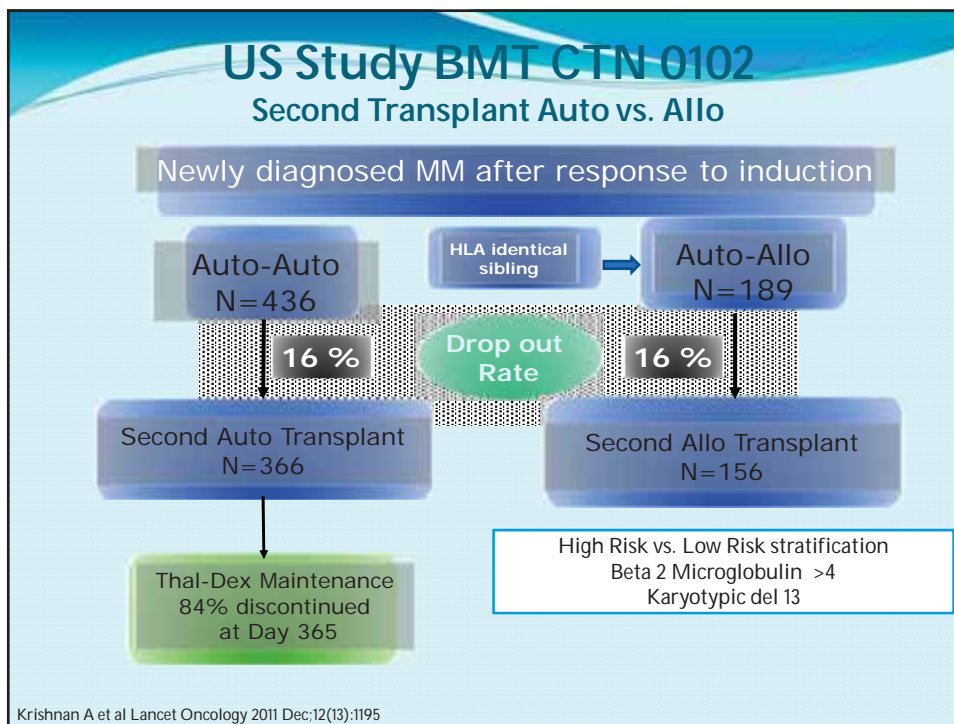 US Study BMT CTN 0102
Second Transplant Auto vs. Allo
Newly diagnosed MM after response to induction
Auto-Auto
N=436
HLA identical
sibling
Auto-Allo
N=189
16 %
Drop out
Rate
16 %
Second Auto Transplant
N=366
Second Allo Transplant
N=156
High Risk vs. Low Risk stratification
Beta 2 Microglobulin >4
Karyotypic del 13
Thal-Dex Maintenance
84% discontinued
at Day 365
Krishnan A et al Lancet Oncology 2011 Dec;12(13):1195